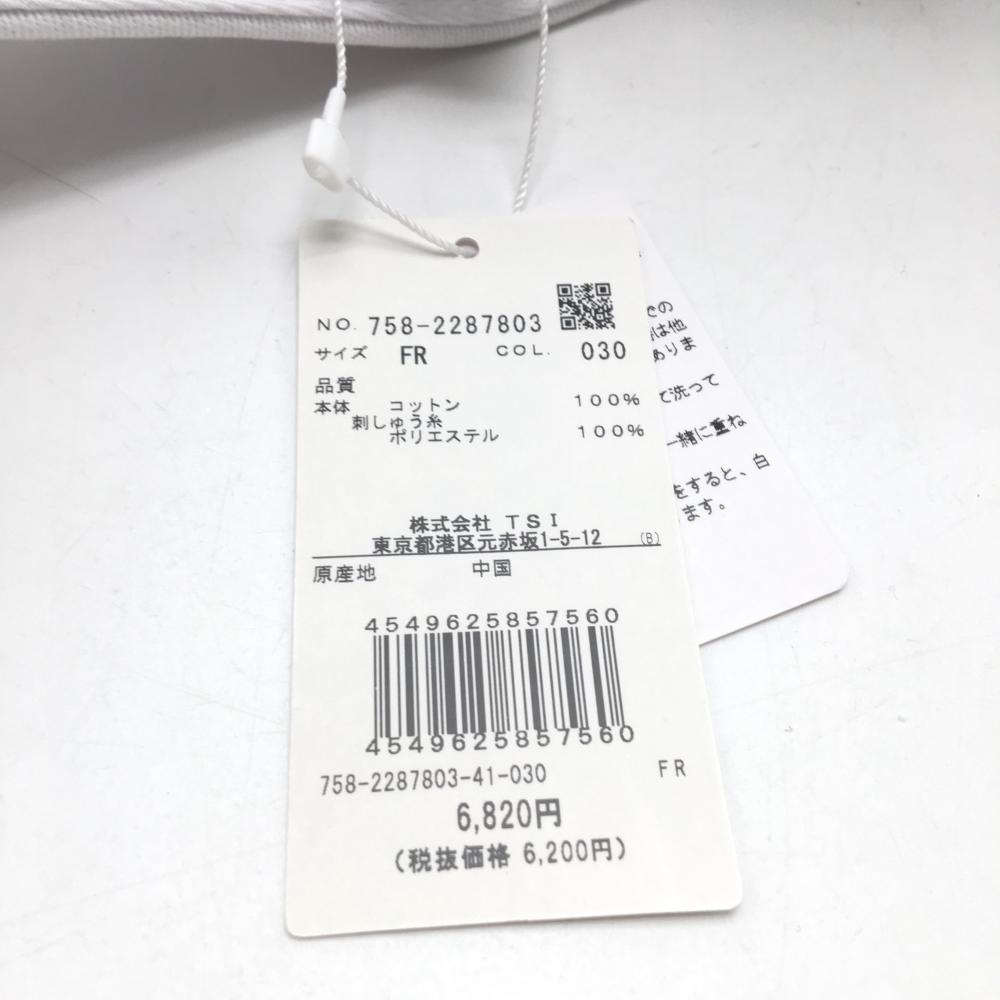 NO. 758-2287803
サイズ FR COL. 030
品質
本体 コットン 100%
刺しゅう糸
ポリエステル 100%
株式会社 TSI
東京都港区元赤坂1-5-12 (B)
原産地 中国
4549625857560
4549625857560
758-2287803-41-030 FR
6,820円
(税抜価格 6,200円)
での
は他
ありま
て洗って
一緒に重ね
をすると、白
ます。